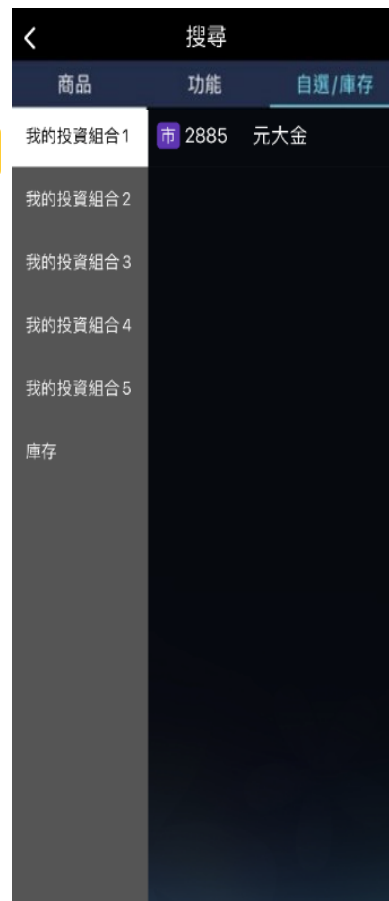 搜尋
商品 功能 自選/庫存
我的投資組合1 市 2885 元大金
我的投資組合2
我的投資組合3
我的投資組合4
我的投資組合5
庫存